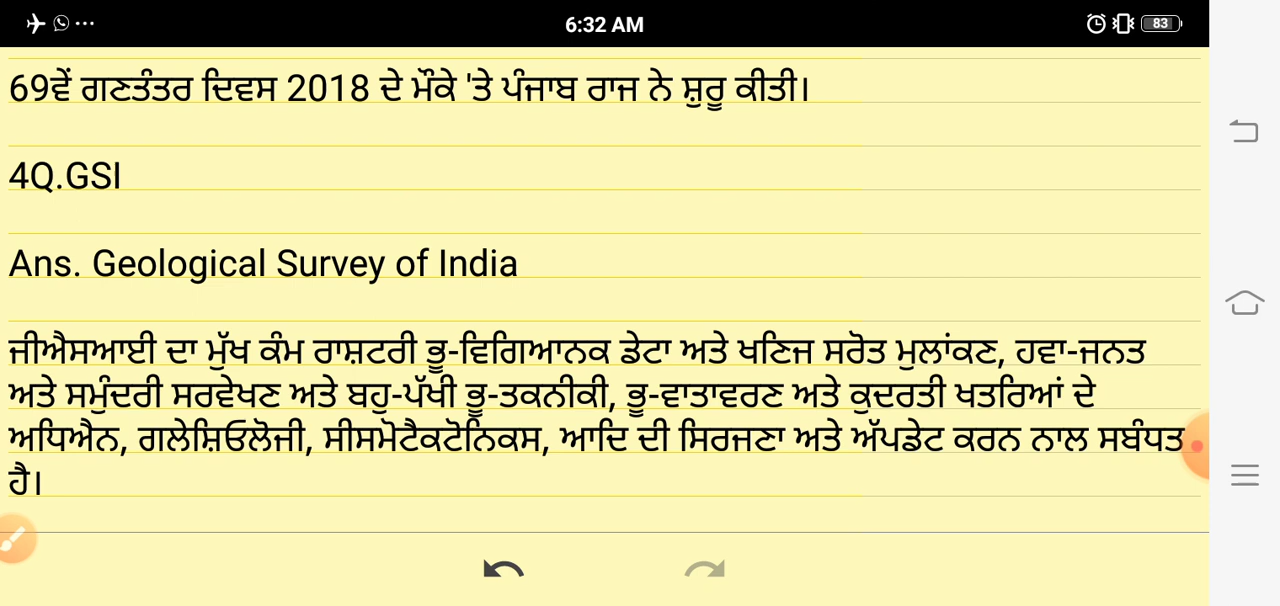 6:32 AM
83
69ਵੇਂ ਗਣਤੰਤਰ ਦਿਵਸ 2018 ਦੇ ਮੌਕੇ 'ਤੇ ਪੰਜਾਬ ਰਾਜ ਨੇ ਸ਼ੁਰੂ ਕੀਤੀ।
4Q.GSI
Ans. Geological Survey of India
ਜੀਐਸਆਈ ਦਾ ਮੁੱਖ ਕੰਮ ਰਾਸ਼ਟਰੀ ਭੂ-ਵਿਗਿਆਨਕ ਡੇਟਾ ਅਤੇ ਖਣਿਜ ਸਰੋਤ ਮੁਲਾਂਕਣ, ਹਵਾ-ਜਨਤ
ਅਤੇ ਸਮੁੰਦਰੀ ਸਰਵੇਖਣ ਅਤੇ ਬਹੁ-ਪੱਖੀ ਭੂ-ਤਕਨੀਕੀ, ਭੂ-ਵਾਤਾਵਰਣ ਅਤੇ ਕੁਦਰਤੀ ਖਤਰਿਆਂ ਦੇ
ਅਧਿਐਨ, ਗਲੇਸ਼ਿਓਲੋਜੀ, ਸੀਸਮੋਟੈਕਟੋਨਿਕਸ, ਆਦਿ ਦੀ ਸਿਰਜਣਾ ਅਤੇ ਅੱਪਡੇਟ ਕਰਨ ਨਾਲ ਸਬੰਧਤ
ਹੈ।